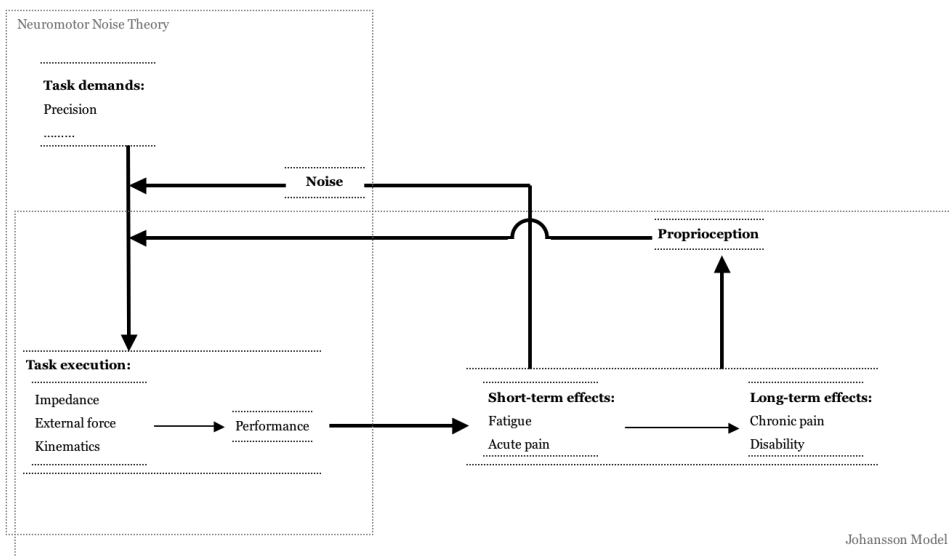 Neuromotor Noise Theory
Task demands:
Precision
.........
Noise
Proprioception
Task execution:
Impedance
External force
Kinematics
Performance
Short-term effects:
Fatigue
Acute pain
Long-term effects:
Chronic pain
Disability
Johansson Model